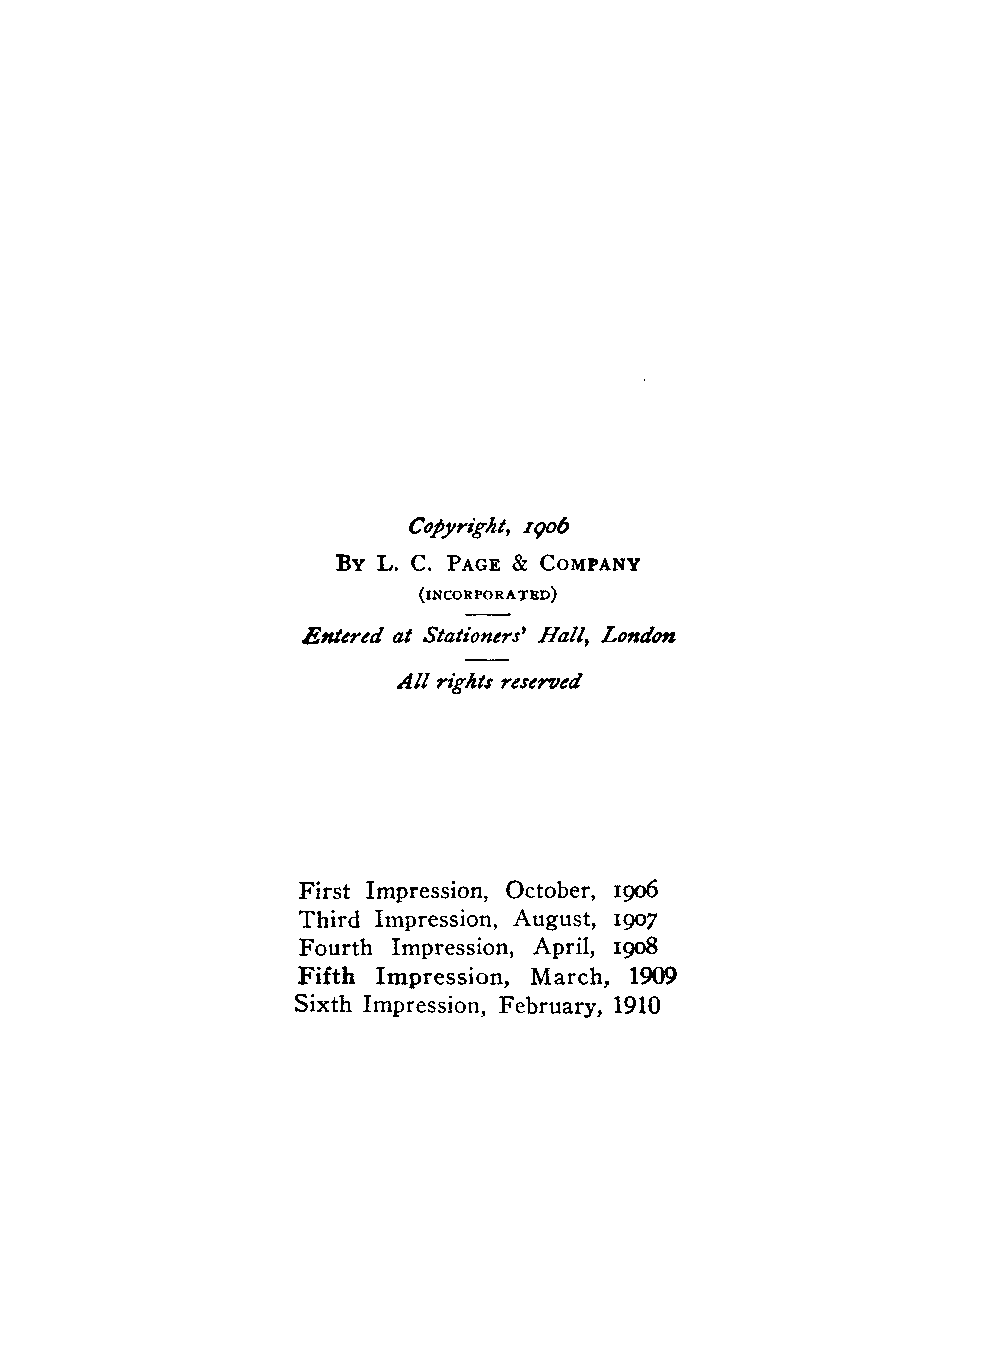 Copyright, 1906
By L. C. Page & Company
(INCORPORATED)
Entered at Stationers' Hall, London
All rights reserved
First Impression, October, 1906
Third Impression, August, 1907
Fourth Impression, April, 1908
Fifth Impression, March, 1909
Sixth Impression, February, 1910